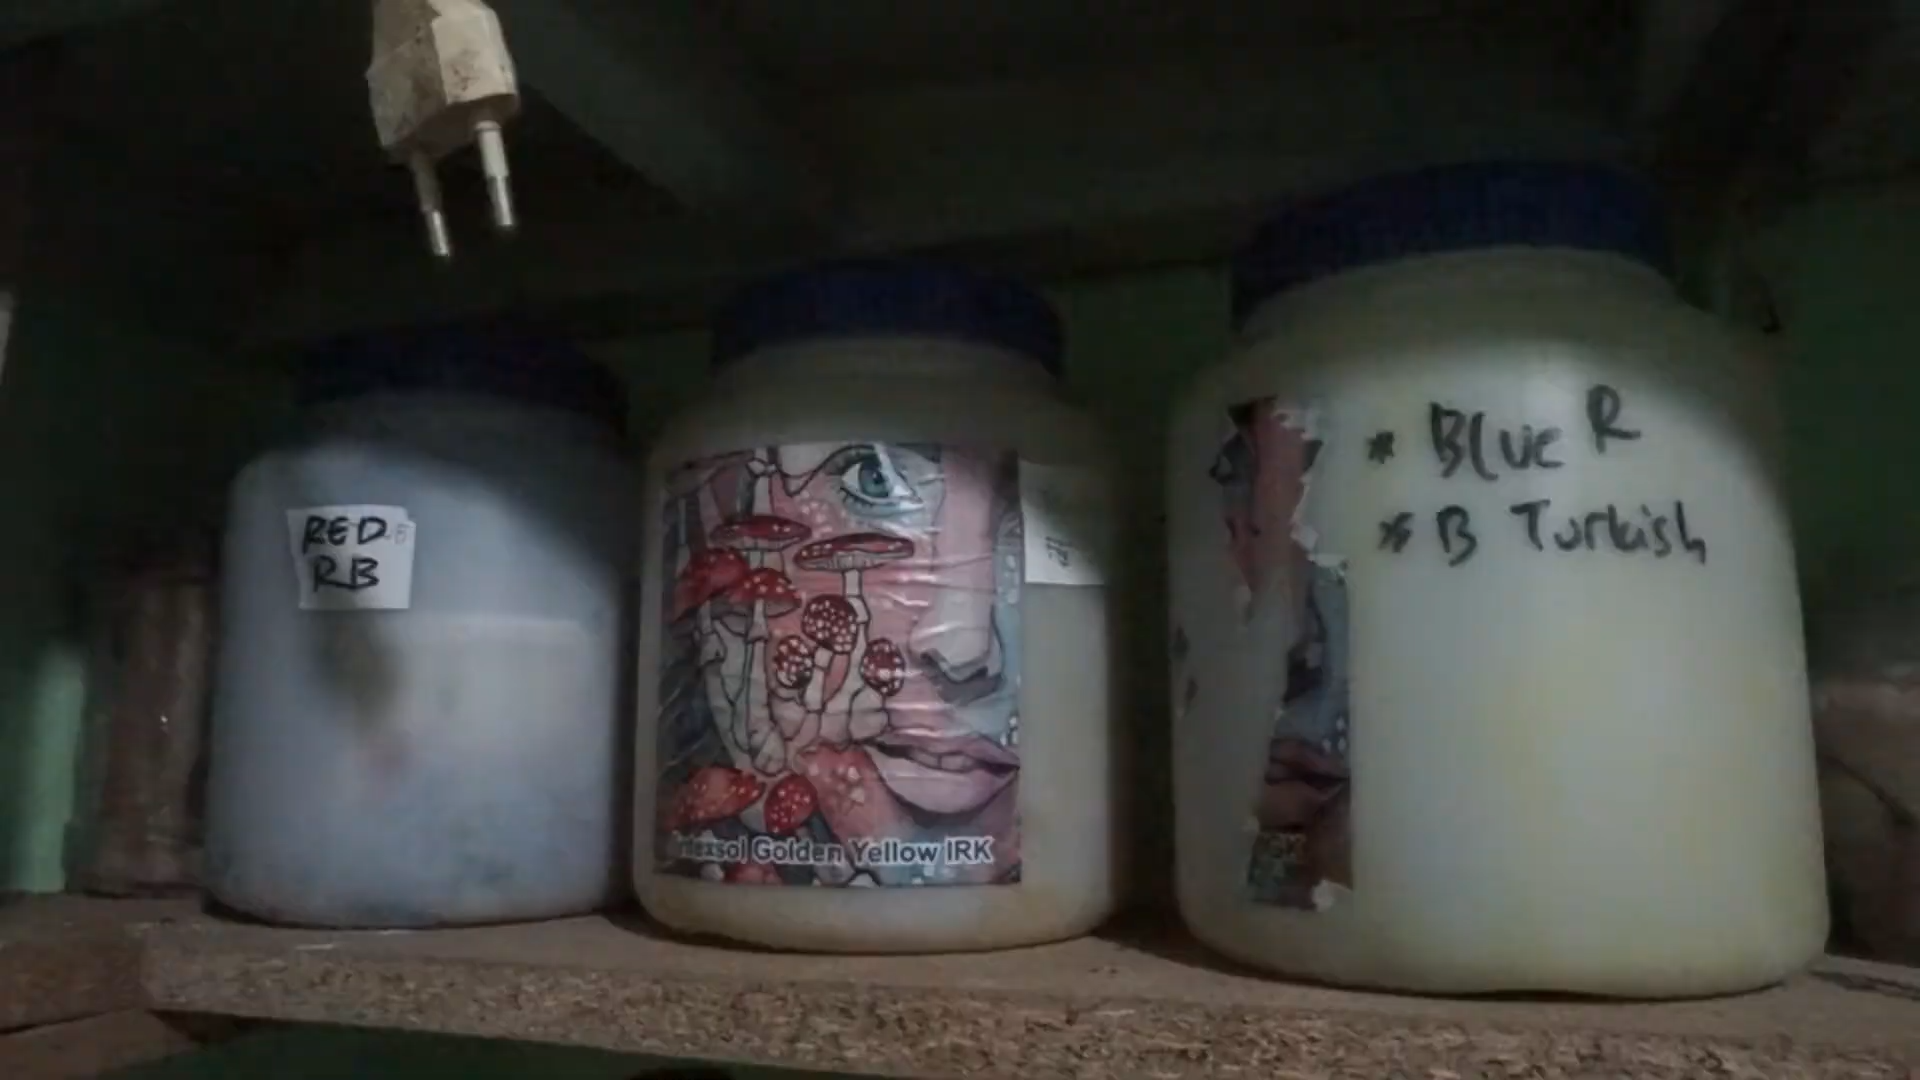 RED
RB
Golden Yellow IRK
* Blue R
* B Turkish